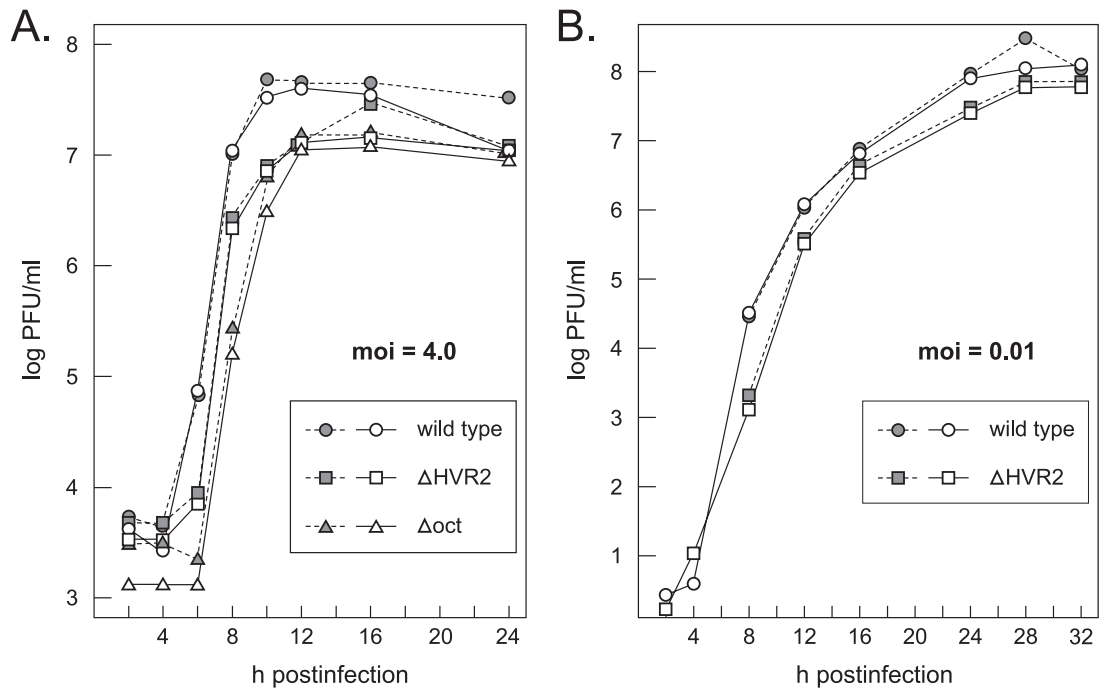 A.
8
7
6
5
4
3
log PFU/ml
moi = 4.0
wild type
ΔHVR2
Δoct
4 8 12 16 20 24
h postinfection
B.
8
7
6
5
4
3
2
1
log PFU/ml
moi = 0.01
wild type
ΔHVR2
4 8 12 16 20 24 28 32
h postinfection